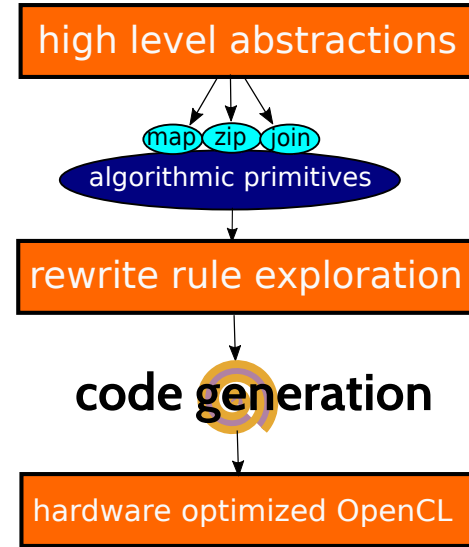 high level abstractions
map zip join
algorithmic primitives
rewrite rule exploration
code generation
hardware optimized OpenCL